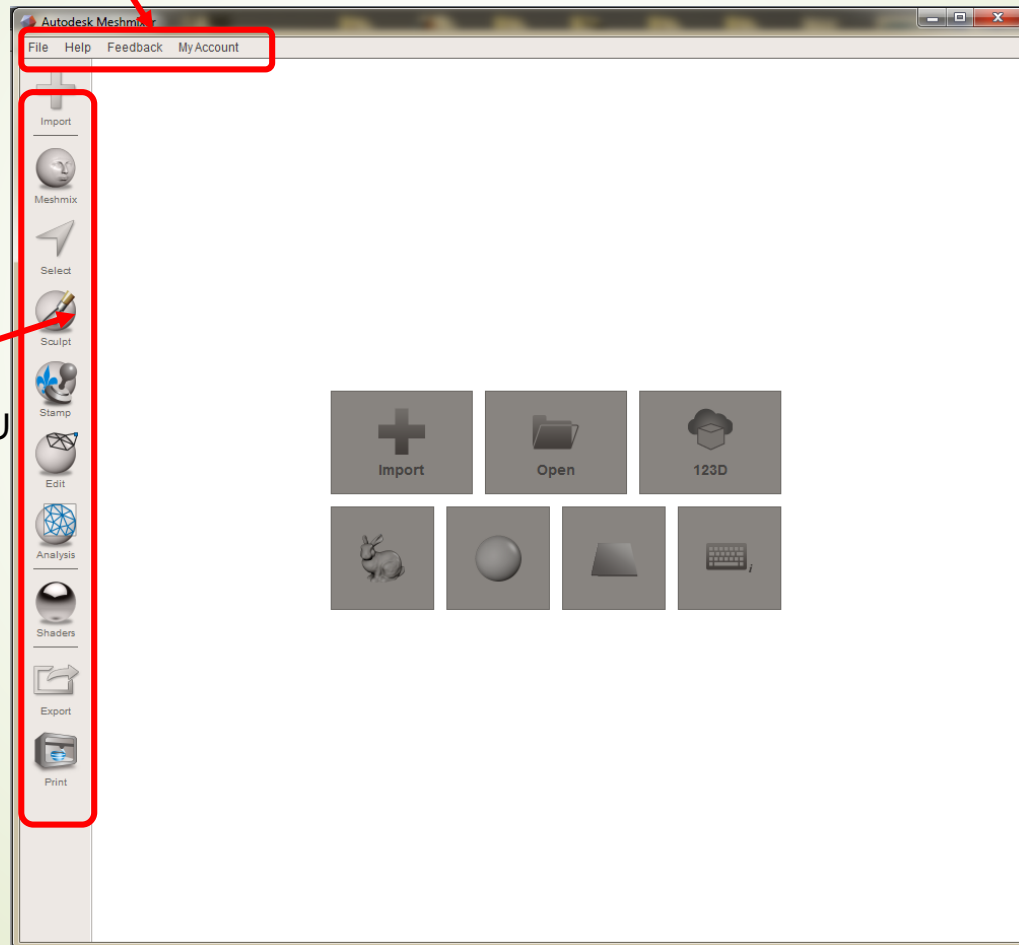 Autodesk Meshmixer
File Help Feedback My Account
Import
Meshmix
Select
Sculpt
Stamp
U
Edit
Analysis
Shaders
Export
Print
Import Open 123D
i